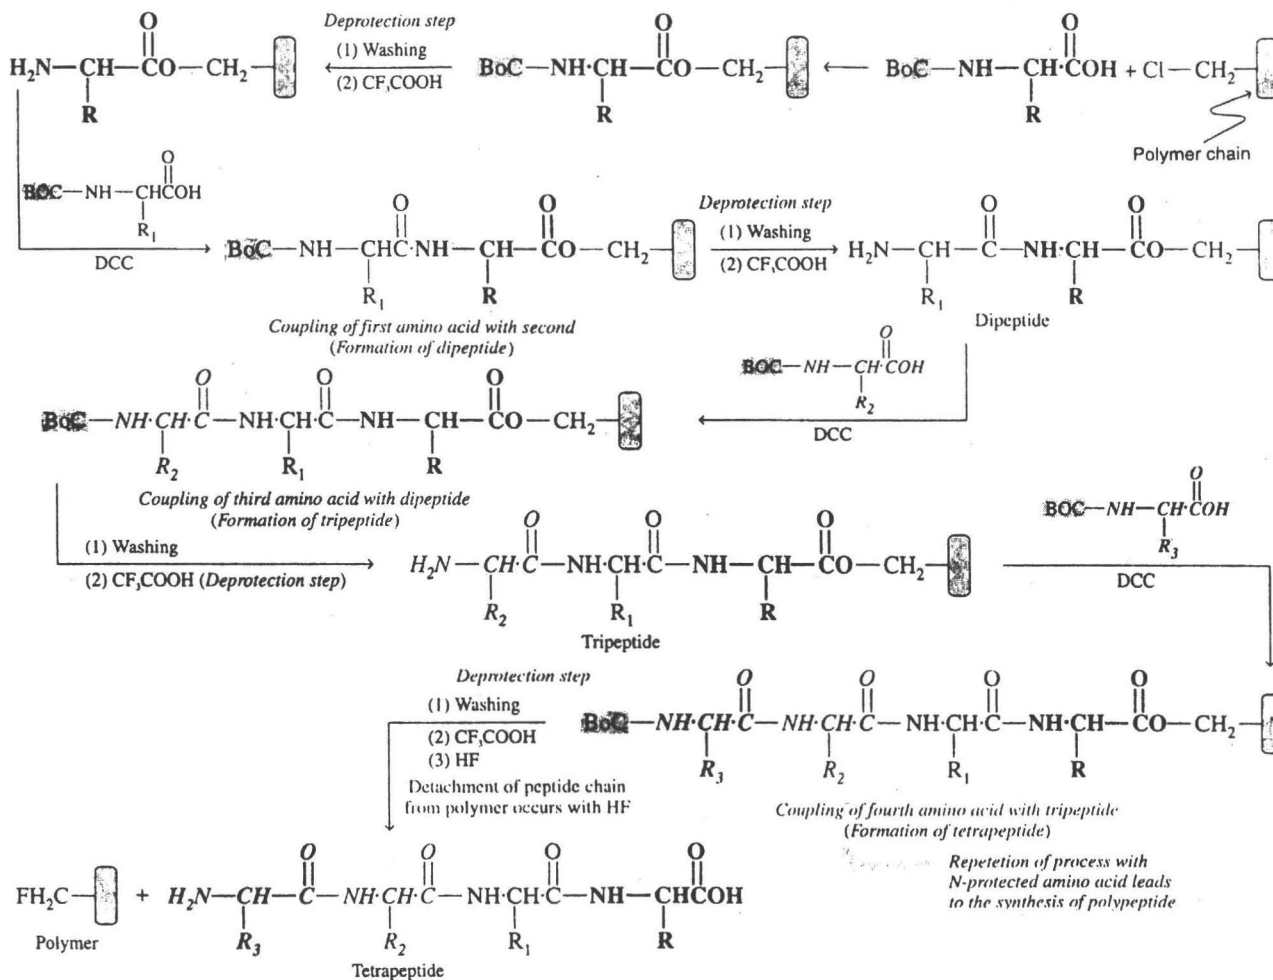 Deprotection step
(1) Washing
(2) CF₃COOH
H₂N—CH—CO—CH₂—
O
R
BoC—NH·CH—CO—CH₂—
O
R
BoC—NH—CH·COH + Cl—CH₂—
O
R
Polymer chain
BOC—NH—CHCOH
O
R₁
DCC
BoC—NH—CHC·NH—CH—CO—CH₂—
O O
R₁ R
Coupling of first amino acid with second
(Formation of dipeptide)
Deprotection step
(1) Washing
(2) CF₃COOH
H₂N—CH—C—NH·CH—CO—CH₂—
O O
R₁ R
Dipeptide
BOC—NH—CH·COH
O
R₂
DCC
BoC—NH·CH·C—NH·CH·C—NH—CH—CO—CH₂—
O O O
R₂ R₁ R
Coupling of third amino acid with dipeptide
(Formation of tripeptide)
(1) Washing
(2) CF₃COOH (Deprotection step)
H₂N—CH·C—NH·CH·C—NH—CH—CO—CH₂—
O O O
R₂ R₁ R
Tripeptide
BOC—NH—CH·COH
O
R₃
DCC
Deprotection step
(1) Washing
(2) CF₃COOH
(3) HF
Detachment of peptide chain
from polymer occurs with HF
BoC—NH·CH·C—NH·CH·C—NH·CH·C—NH·CH—CO—CH₂—
O O O O
R₃ R₂ R₁ R
Coupling of fourth amino acid with tripeptide
(Formation of tetrapeptide)
Repetetion of process with
N-protected amino acid leads
to the synthesis of polypeptide
FH₂C— + H₂N—CH—C—NH·CH·C—NH·CH·C—NH—CHCOH
O O O O
R₃ R₂ R₁ R
Polymer
Tetrapeptide